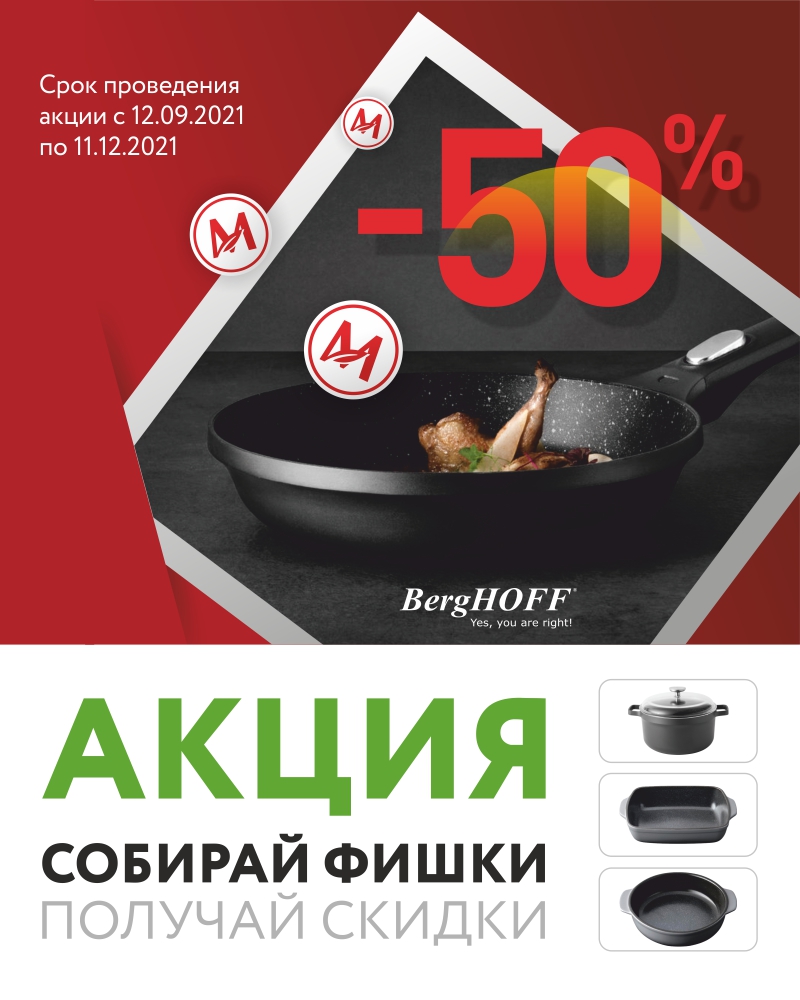 Срок проведения
акции с 12.09.2021
по 11.12.2021
-50%
BergHOFF
Yes, you are right!
АКЦИЯ
СОБИРАЙ ФИШКИ
ПОЛУЧАЙ СКИДКИ